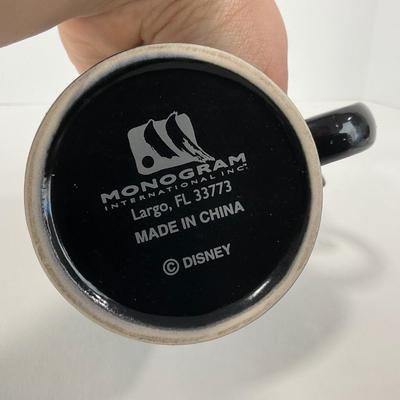 MONOGRAM
INTERNATIONAL INC.
Largo, FL 33773
MADE IN CHINA
© DISNEY